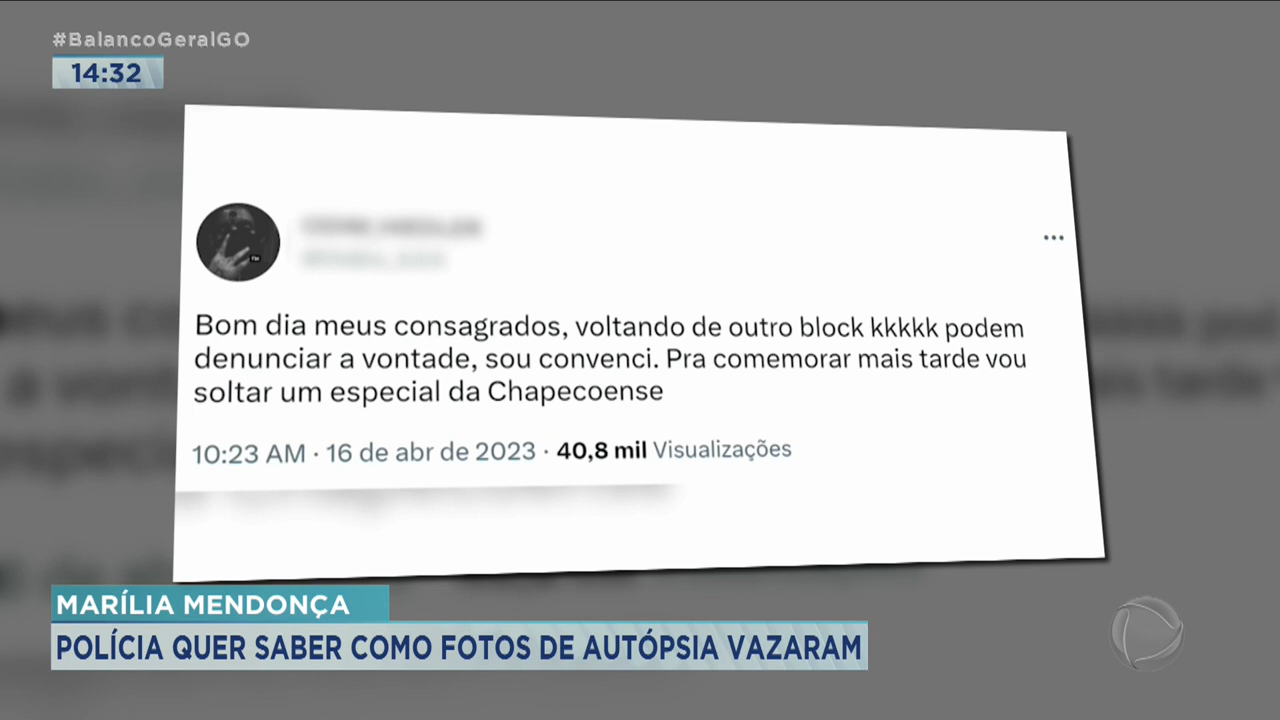 #BalancoGeralGO
14:32
Bom dia meus consagrados, voltando de outro block kkkkk podem
denunciar a vontade, sou convenci. Pra comemorar mais tarde vou
soltar um especial da Chapecoense
10:23 AM · 16 de abr de 2023 · 40,8 mil Visualizações
MARÍLIA MENDONÇA
POLÍCIA QUER SABER COMO FOTOS DE AUTÓPSIA VAZARAM